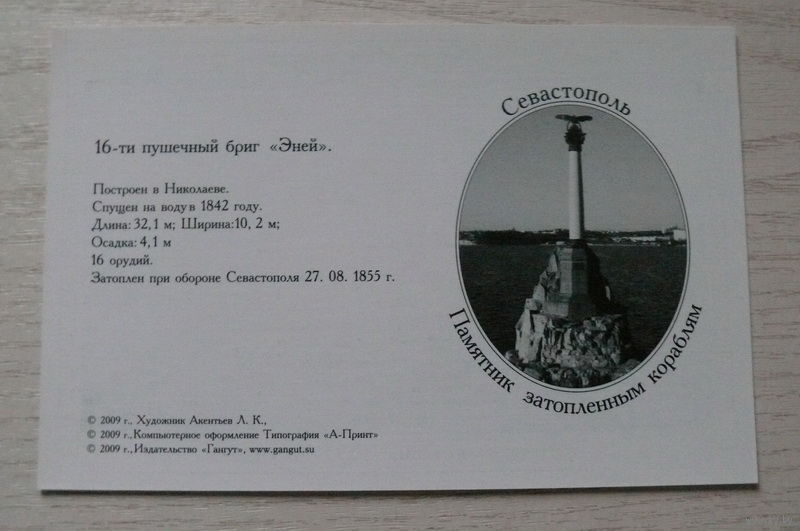 16-ти пушечный бриг «Эней».
Построен в Николаеве.
Спущен на воду в 1842 году.
Длина: 32,1 м; Ширина:10, 2 м;
Осадка: 4,1 м
16 орудий.
Затоплен при обороне Севастополя 27. 08. 1855 г.
Севастополь
Памятник затопленным кораблям
© 2009 г., Художник Акентьев Л. К.,
© 2009 г.,Компьютерное оформление Типография «А-Принт»
© 2009 г.,Издательство «Гангут», www.gangut.su